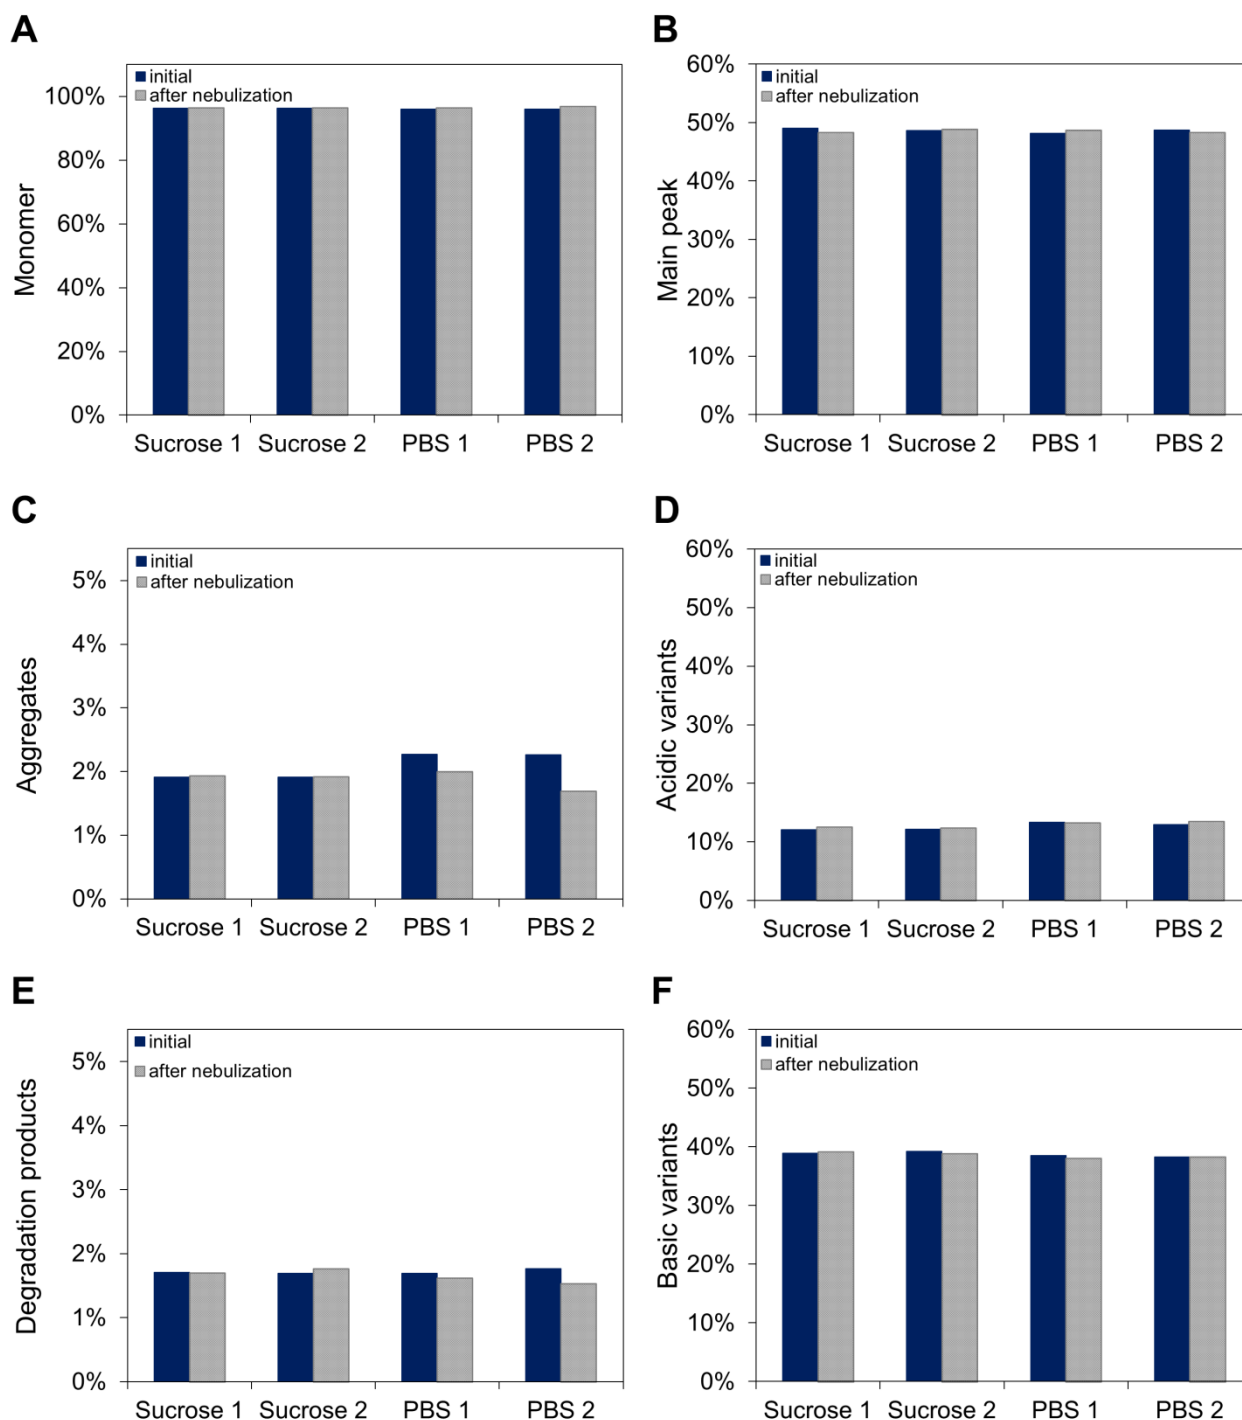 A
Monomer
100%
80%
60%
40%
20%
0%
initial
after nebulization
Sucrose 1 Sucrose 2 PBS 1 PBS 2
B
Main peak
60%
50%
40%
30%
20%
10%
0%
initial
after nebulization
Sucrose 1 Sucrose 2 PBS 1 PBS 2
C
Aggregates
5%
4%
3%
2%
1%
0%
initial
after nebulization
Sucrose 1 Sucrose 2 PBS 1 PBS 2
D
Acidic variants
60%
50%
40%
30%
20%
10%
0%
initial
after nebulization
Sucrose 1 Sucrose 2 PBS 1 PBS 2
E
Degradation products
5%
4%
3%
2%
1%
0%
initial
after nebulization
Sucrose 1 Sucrose 2 PBS 1 PBS 2
F
Basic variants
60%
50%
40%
30%
20%
10%
0%
initial
after nebulization
Sucrose 1 Sucrose 2 PBS 1 PBS 2